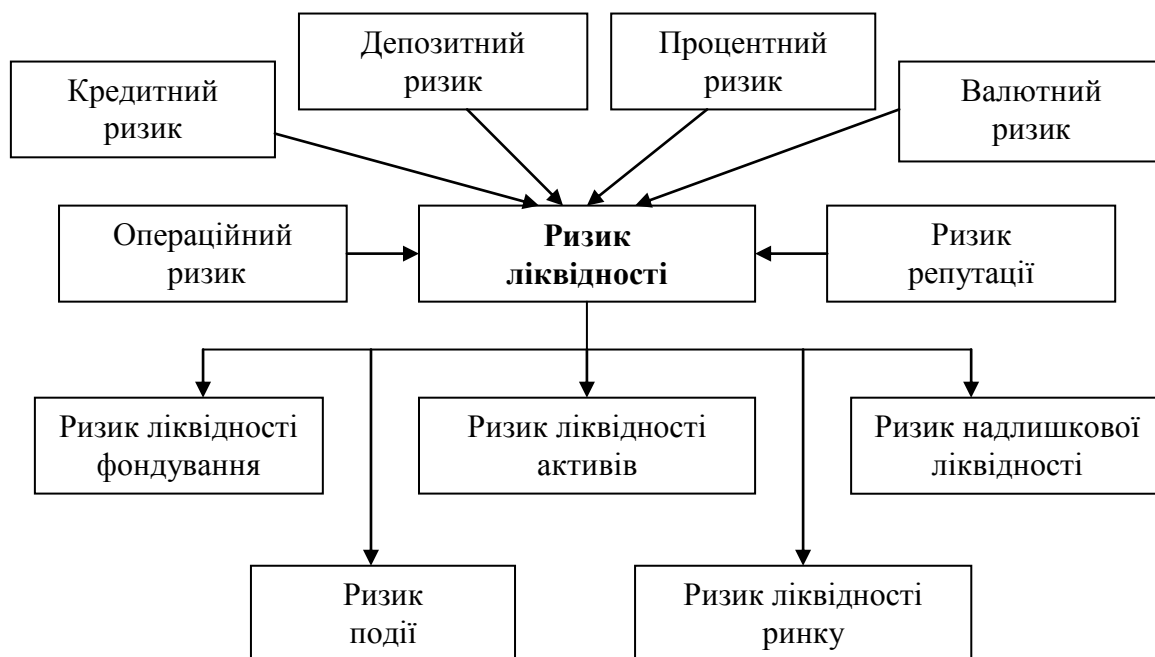 Кредитний
ризик
Депозитний
ризик
Процентний
ризик
Валютний
ризик
Операційний
ризик
Ризик
ліквідності
Ризик
репутації
Ризик ліквідності
фондування
Ризик ліквідності
активів
Ризик надлишкової
ліквідності
Ризик
події
Ризик ліквідності
ринку